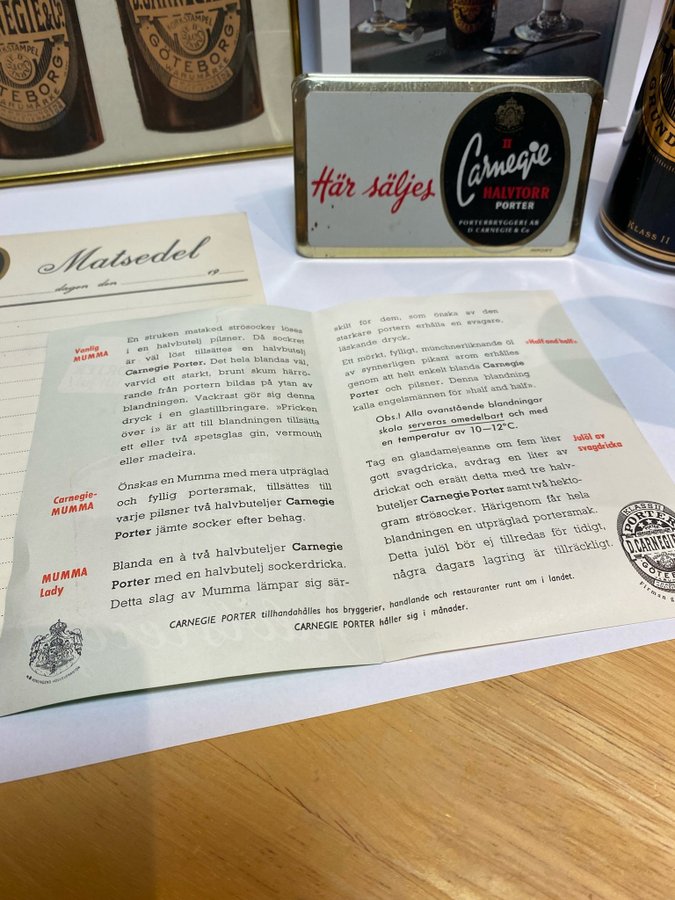 NEGIE & Co
PORKSTAMPEL
GÖTEBORG
VARUMÄRKE
D. CARNEGIE & Co
GÖTEBORG
VARUMÄRKE
Här säljes
II
Carnegie
HALVTORR
PORTER
PORTERBRYGGERI AB
D. CARNEGIE & Co
GRUND
KLASS II
Matsedel
dagen den 19
Vanlig
MUMMA
En struken matsked strösocker löses
i en halvbutelj pilsner. Då sockret
är väl löst tillsättes en halvbutelj
Carnegie Porter. Det hela blandas väl,
varvid ett starkt, brunt skum härrö-
rande från portern bildas på ytan av
blandningen. Vackrast gör sig denna
dryck i en glastillbringare. »Pricken
över i» är att till blandningen tillsätta
ett eller två spetsglas gin, vermouth
eller madeira.
Carnegie-
MUMMA
Önskas en Mumma med mera utpräglad
och fyllig portersmak, tillsättes till
varje pilsner två halvbuteljer Carnegie
Porter jämte socker efter behag.
MUMMA
Lady
Blanda en à två halvbuteljer Carnegie
Porter med en halvbutelj sockerdricka.
Detta slag av Mumma lämpar sig sär-
skilt för dem, som önska av den
starkare portern erhålla en svagare,
läskande dryck.
»Half and half»
Ett mörkt, fylligt, münchnerliknande öl
av synnerligen pikant arom erhålles
genom att helt enkelt blanda Carnegie
Porter och pilsner. Denna blandning
kalla engelsmännen för »half and half».
Obs.! Alla ovanstående blandningar
skola serveras omedelbart och med
en temperatur av 10—12°C.
Julöl av
svagdricka
Tag en glasdamejeanne om fem liter
gott svagdricka, avdrag en liter av
drickat och ersätt detta med tre halv-
buteljer Carnegie Porter samt två hekto-
gram strösocker. Härigenom får hela
blandningen en utpräglad portersmak.
Detta julöl bör ej tillredas för tidigt,
några dagars lagring är tillräckligt.
CARNEGIE PORTER tillhandahålles hos bryggerier, handlande och restauranter runt om i landet.
CARNEGIE PORTER håller sig i månader.
KLASS II
PORTER
D. CARNEGIE
GÖTEBORG
Firman g